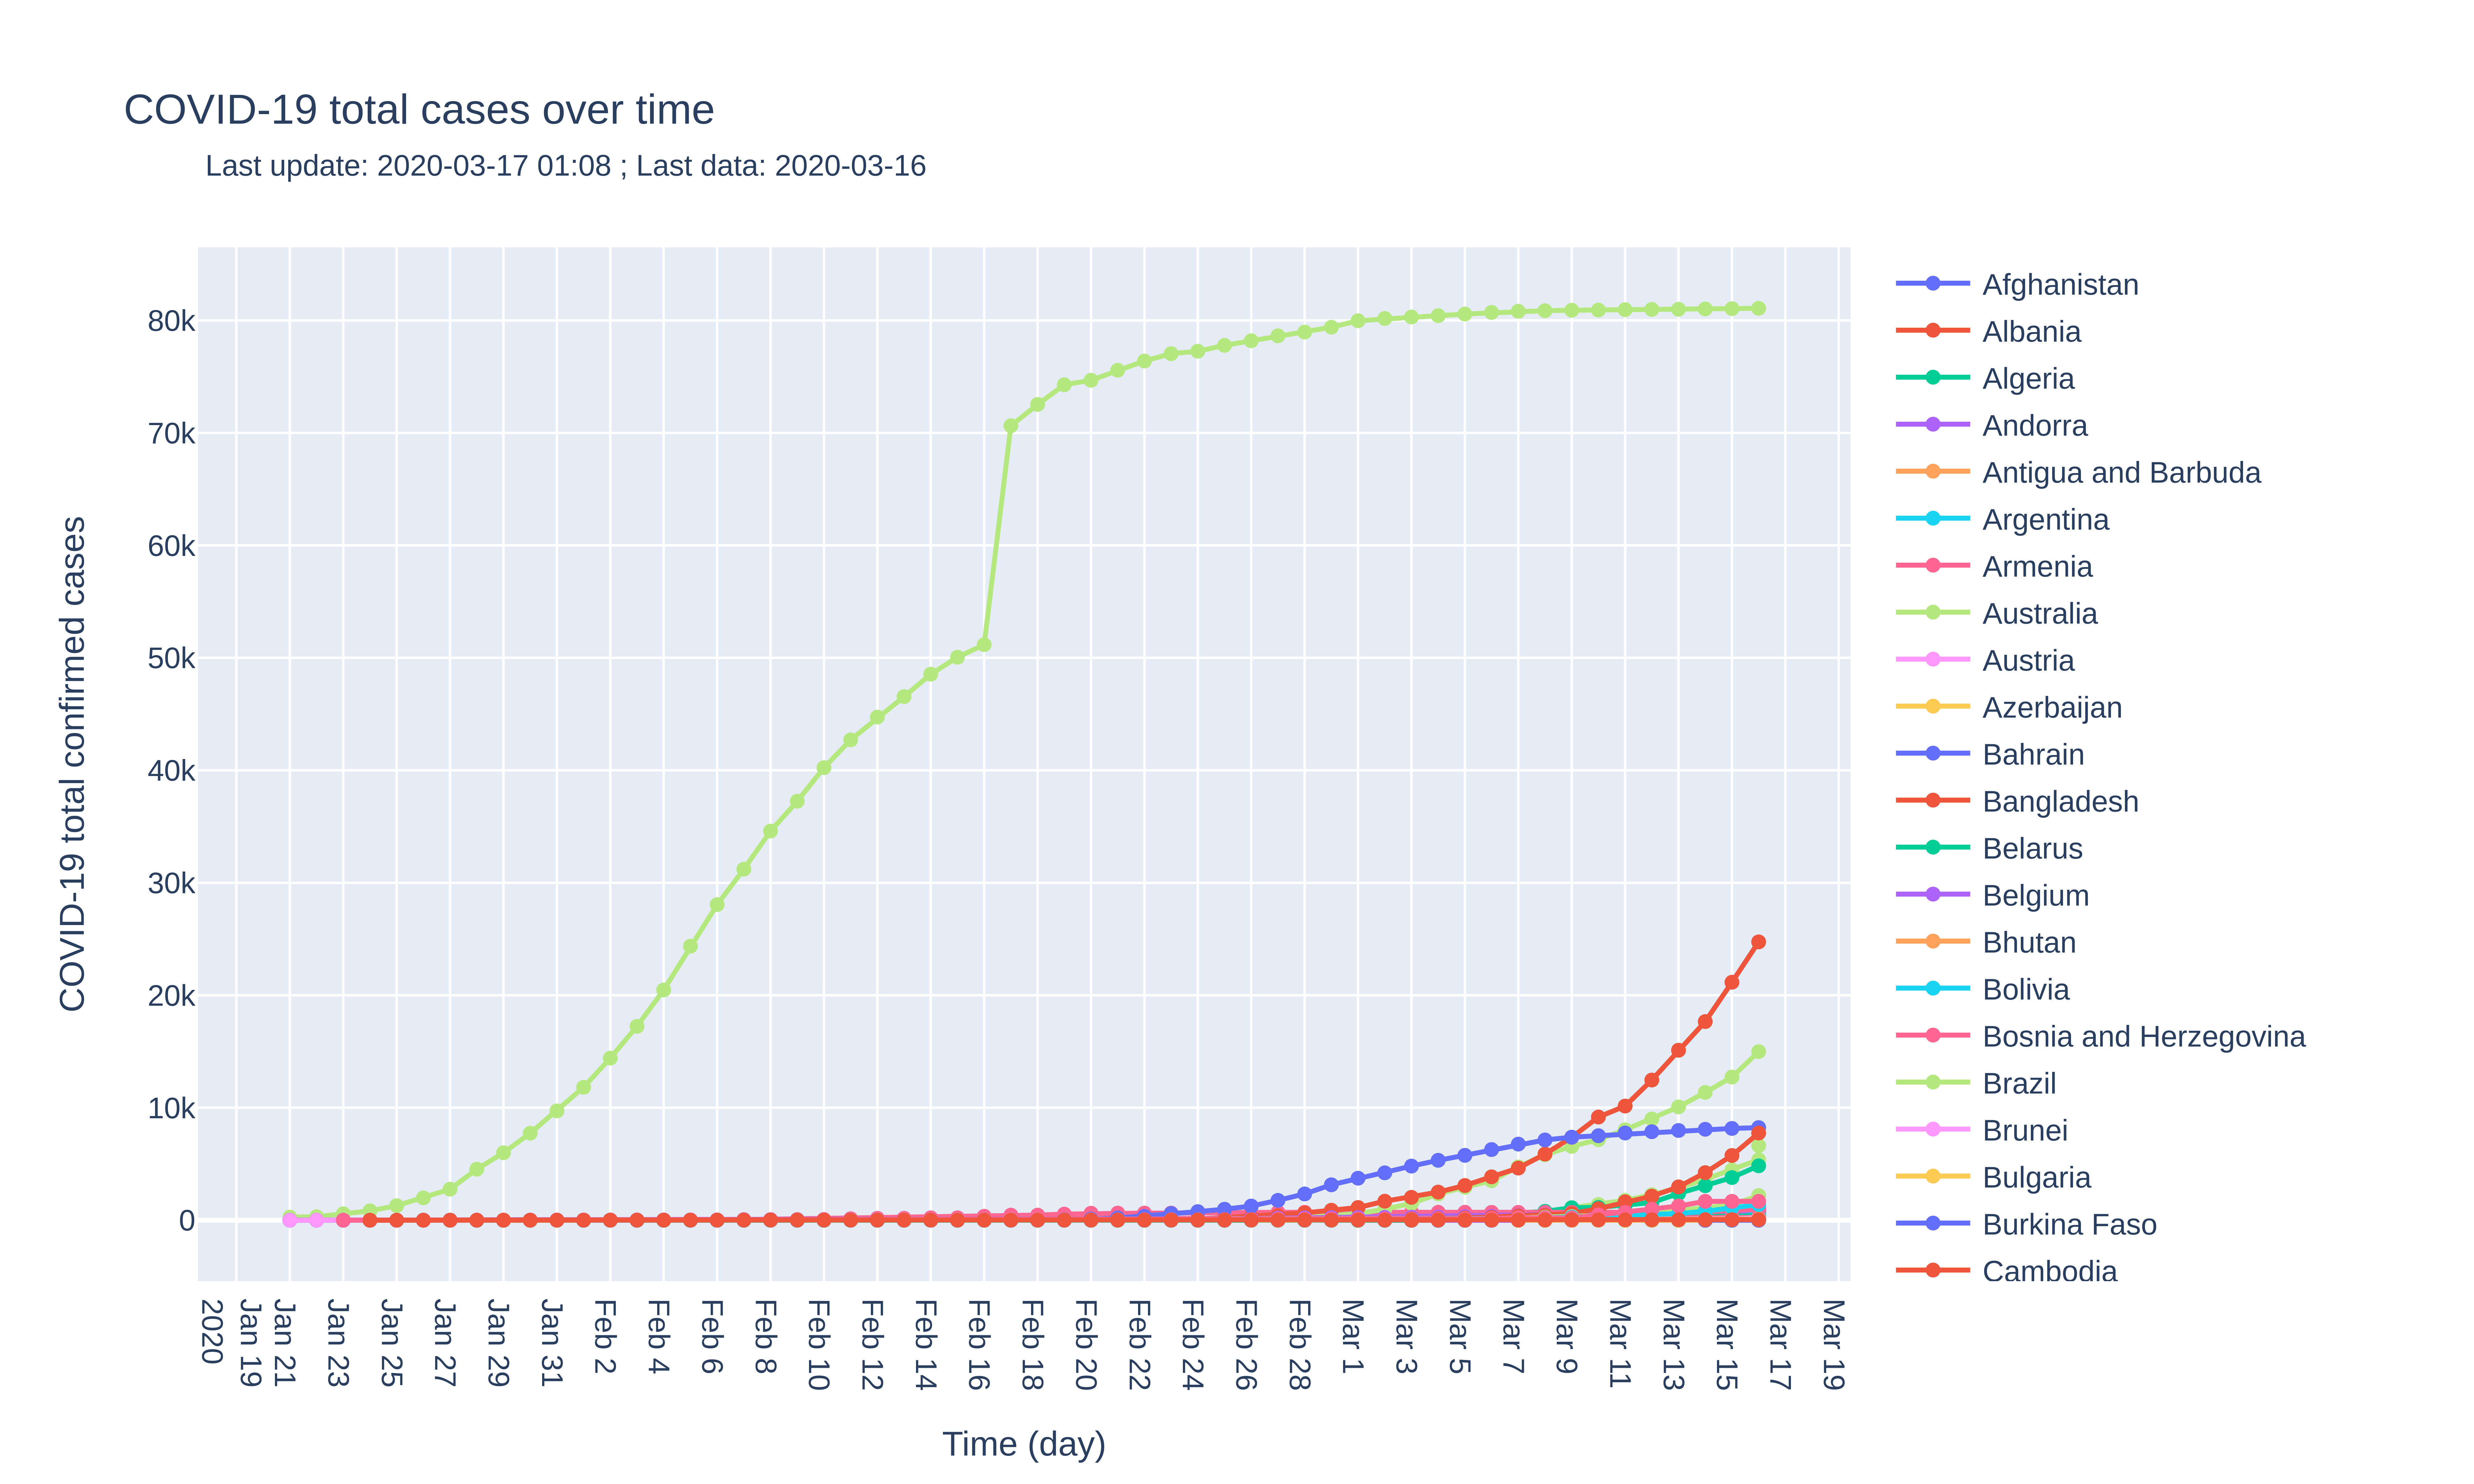 COVID-19 total cases over time
Last update: 2020-03-17 01:08 ; Last data: 2020-03-16
COVID-19 total confirmed cases
80k
70k
60k
50k
40k
30k
20k
10k
0
2020
Jan 19
Jan 21
Jan 23
Jan 25
Jan 27
Jan 29
Jan 31
Feb 2
Feb 4
Feb 6
Feb 8
Feb 10
Feb 12
Feb 14
Feb 16
Feb 18
Feb 20
Feb 22
Feb 24
Feb 26
Feb 28
Mar 1
Mar 3
Mar 5
Mar 7
Mar 9
Mar 11
Mar 13
Mar 15
Mar 17
Mar 19
Time (day)
Afghanistan
Albania
Algeria
Andorra
Antigua and Barbuda
Argentina
Armenia
Australia
Austria
Azerbaijan
Bahrain
Bangladesh
Belarus
Belgium
Bhutan
Bolivia
Bosnia and Herzegovina
Brazil
Brunei
Bulgaria
Burkina Faso
Cambodia